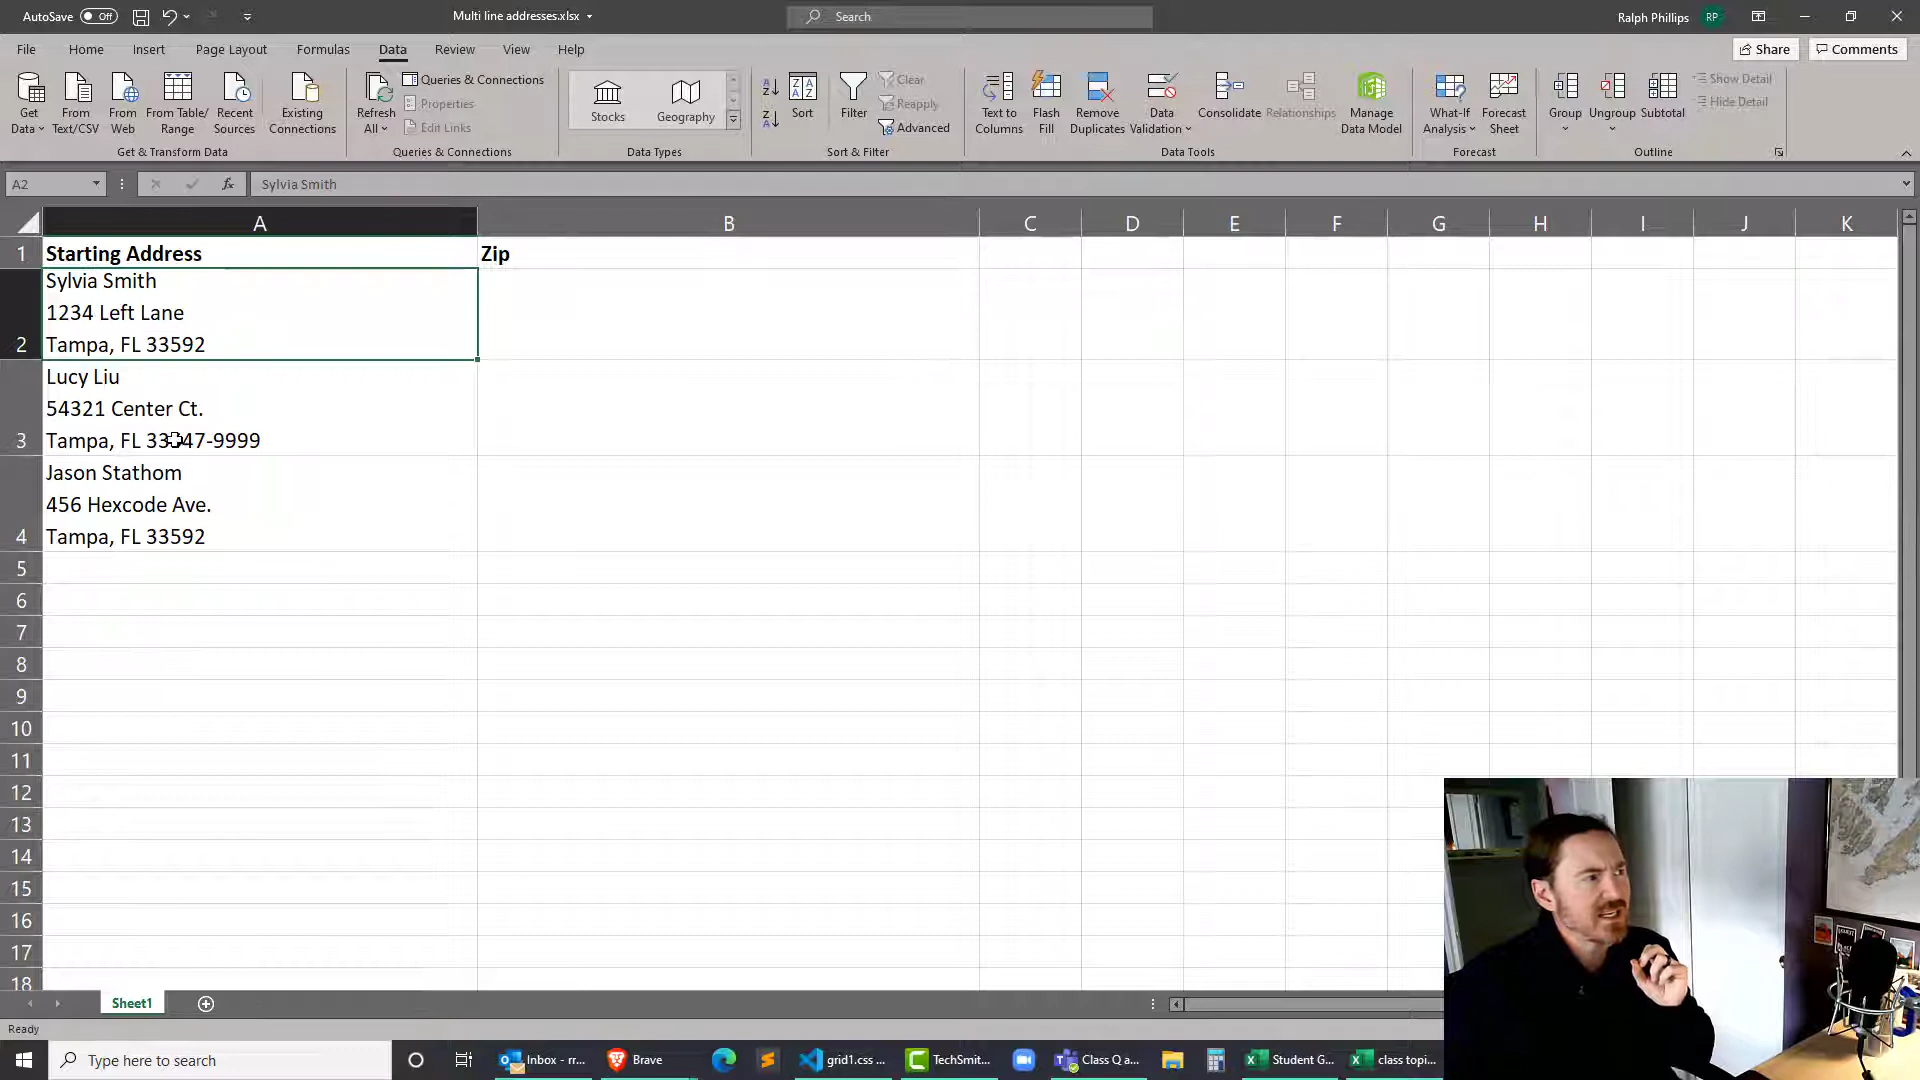 AutoSave Off
Multi line addresses.xlsx
Search
Ralph Phillips RP
File Home Insert Page Layout Formulas Data Review View Help
Share Comments
Get Data
From Text/CSV
From Web
From Table/ Range
Recent Sources
Existing Connections
Get & Transform Data
Refresh All
Queries & Connections
Properties
Edit Links
Queries & Connections
Stocks
Geography
Data Types
Sort
Filter
Clear
Reapply
Advanced
Sort & Filter
Text to Columns
Flash Fill
Remove Duplicates
Data Validation
Consolidate
Relationships
Manage Data Model
Data Tools
What-If Analysis
Forecast Sheet
Forecast
Group
Ungroup
Subtotal
Show Detail
Hide Detail
Outline
A2
fx
Sylvia Smith
A B C D E F G H I J K
1 Starting Address Zip
Sylvia Smith
1234 Left Lane
2 Tampa, FL 33592
Lucy Liu
54321 Center Ct.
3 Tampa, FL
Jason Stathom
456 Hexcode Ave.
4 Tampa, FL 33592
5
6
7
8
9
10
11
12
13
14
15
16
17
18
Sheet1
Ready
Type here to search
Inbox - rr...
Brave
grid1.css ...
TechSmit...
Class Q a...
Student G...
class topi...